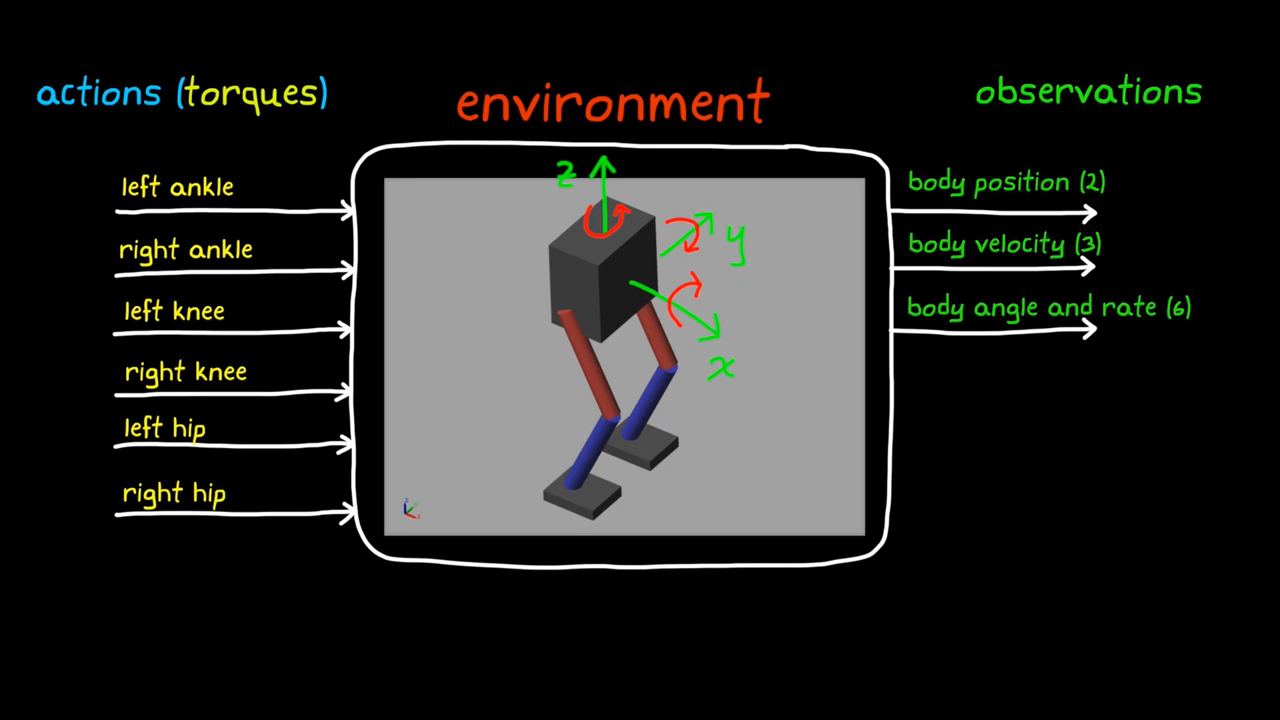 actions (torques)
environment
observations
left ankle
right ankle
left knee
right knee
left hip
right hip
z
y
x
body position (2)
body velocity (3)
body angle and rate (6)